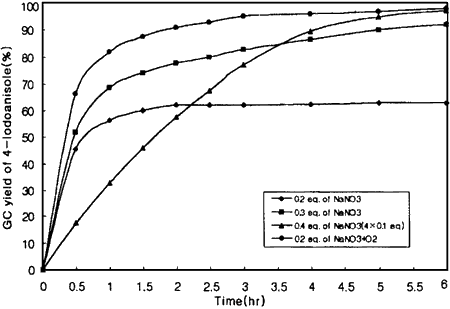 GC yield of 4-Iodoanisole(%)
100
90
80
70
60
50
40
30
20
10
0
0 0.5 1 1.5 2 2.5 3 3.5 4 4.5 5 5.5 6
Time(hr)
0.2 eq. of NaNO3
0.3 eq. of NaNO3
0.4 eq. of NaNO3(4×0.1 eq)
0.2 eq. of NaNO3+O2